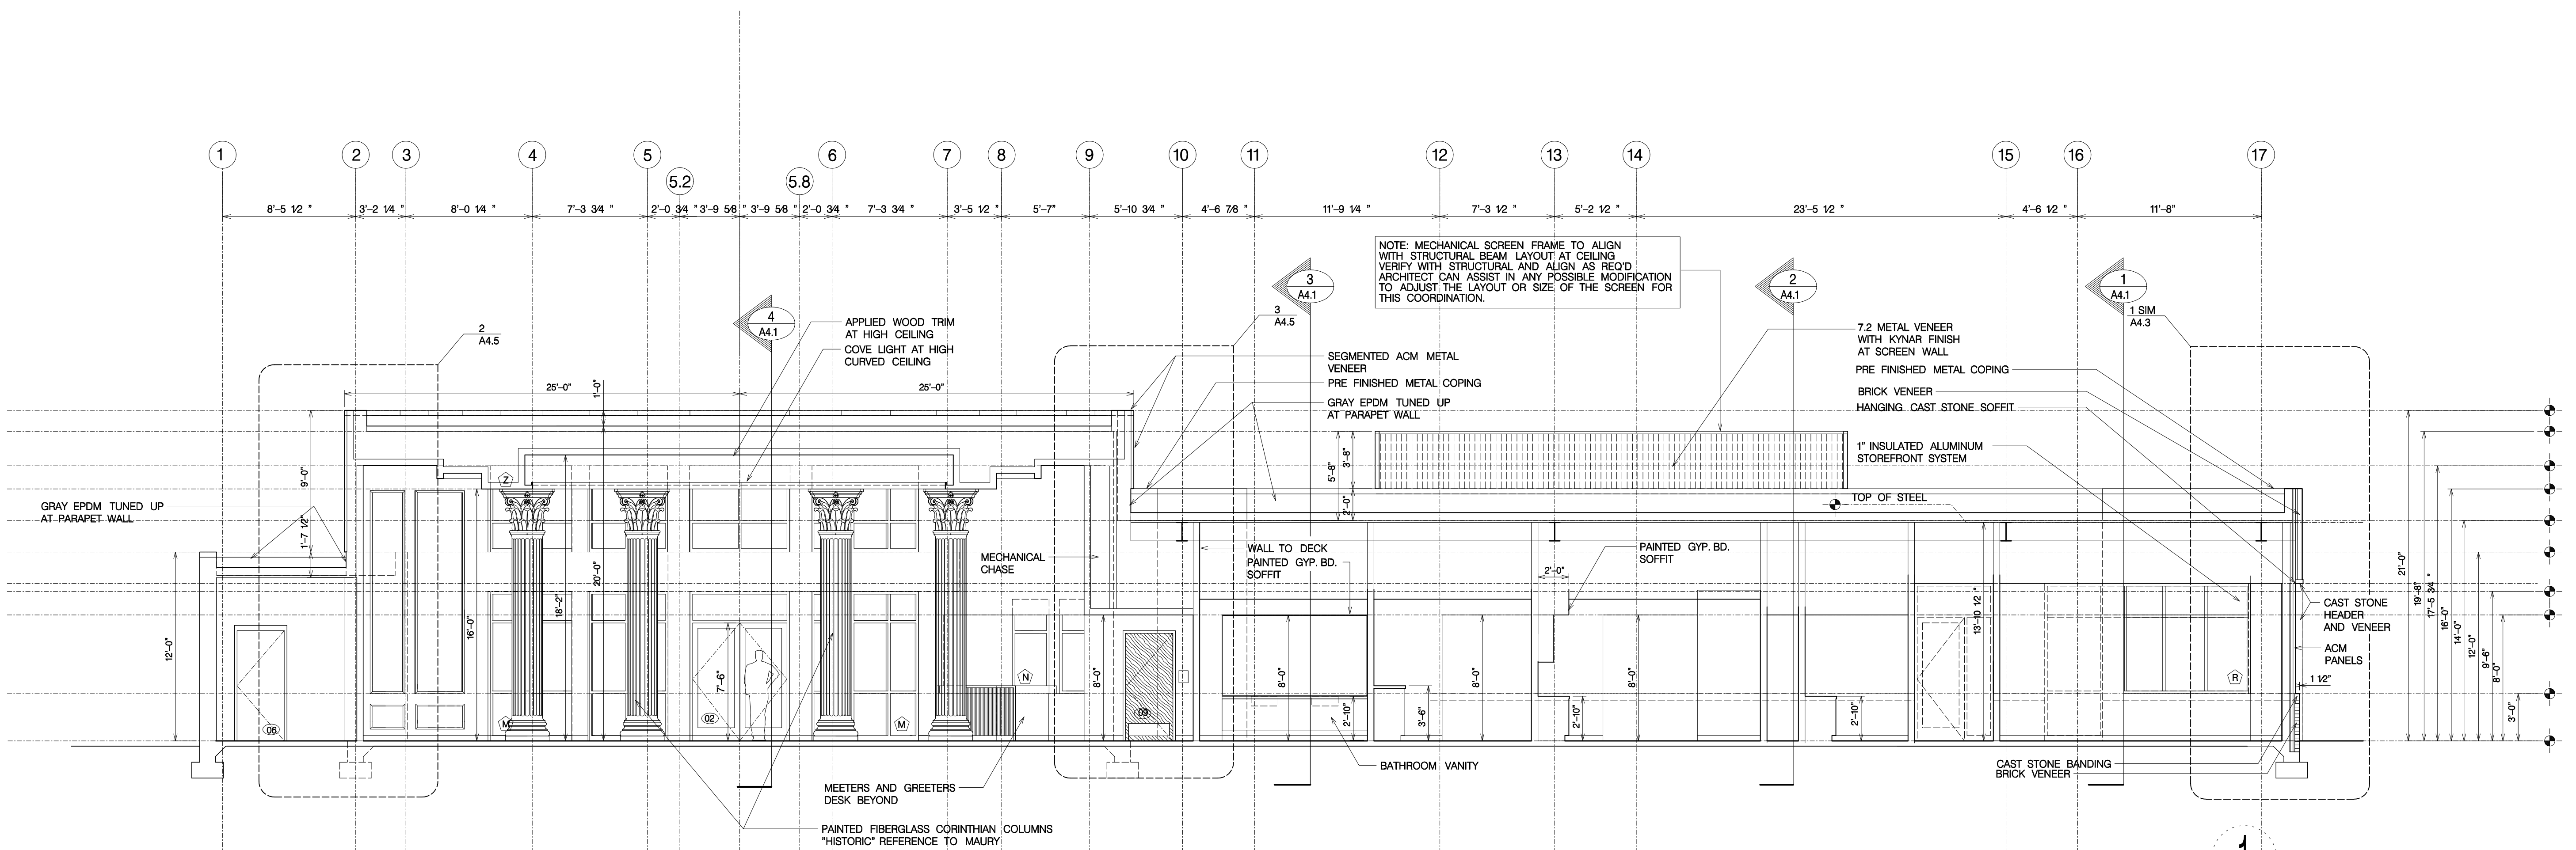 1 2 3 4 5 6 7 8 9 10 11 12 13 14 15 16 17
5.2 5.8
8'-5 1/2 " 3'-2 1/4 " 8'-0 1/4 " 7'-3 3/4 " 2'-0 3/4 " 3'-9 5/8 " 3'-9 5/8 " 2'-0 3/4 " 7'-3 3/4 " 3'-5 1/2 " 5'-7" 5'-10 3/4 " 4'-6 7/8 " 11'-9 1/4 " 7'-3 1/2 " 5'-2 1/2 " 23'-5 1/2 " 4'-6 1/2 " 11'-8"
NOTE: MECHANICAL SCREEN FRAME TO ALIGN
WITH STRUCTURAL BEAM LAYOUT AT CEILING
VERIFY WITH STRUCTURAL AND ALIGN AS REQ'D
ARCHITECT CAN ASSIST IN ANY POSSIBLE MODIFICATION
TO ADJUST THE LAYOUT OR SIZE OF THE SCREEN FOR
THIS COORDINATION.
3
A4.1
2
A4.1
1
A4.1
4
A4.1
2
A4.5
3
A4.5
1 SIM
A4.3
APPLIED WOOD TRIM
AT HIGH CEILING
COVE LIGHT AT HIGH
CURVED CEILING
SEGMENTED ACM METAL
VENEER
PRE FINISHED METAL COPING
GRAY EPDM TUNED UP
AT PARAPET WALL
7.2 METAL VENEER
WITH KYNAR FINISH
AT SCREEN WALL
PRE FINISHED METAL COPING
BRICK VENEER
HANGING CAST STONE SOFFIT
1" INSULATED ALUMINUM
STOREFRONT SYSTEM
25'-0" 25'-0"
1'-0"
9'-0"
1'-7 1/2"
12'-0"
GRAY EPDM TUNED UP
AT PARAPET WALL
16'-0"
18'-2"
20'-0"
7'-6"
Z
M
M
N
R
06
02
09
MECHANICAL
CHASE
5'-8"
3'-8"
2'-0"
TOP OF STEEL
WALL TO DECK
PAINTED GYP. BD.
SOFFIT
PAINTED GYP. BD.
SOFFIT
2'-0"
8'-0"
8'-0"
2'-10"
3'-6"
8'-0"
2'-10"
8'-0"
2'-10"
13'-10 1/2 "
21'-0"
19'-8"
17'-5 3/4 "
16'-0"
14'-0"
12'-0"
9'-6"
8'-0"
3'-0"
CAST STONE
HEADER
AND VENEER
ACM
PANELS
1 1/2"
BATHROOM VANITY
CAST STONE BANDING
BRICK VENEER
MEETERS AND GREETERS
DESK BEYOND
PAINTED FIBERGLASS CORINTHIAN COLUMNS
"HISTORIC" REFERENCE TO MAURY
1